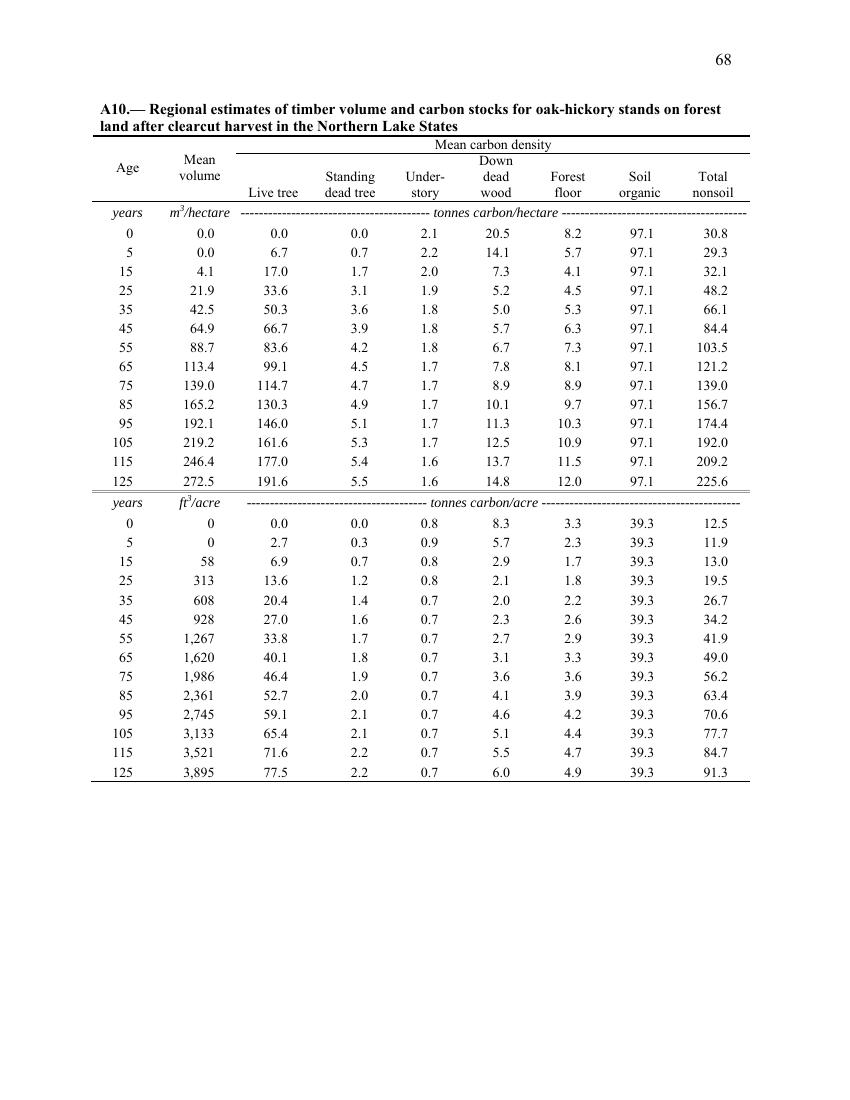 68
A10.— Regional estimates of timber volume and carbon stocks for oak-hickory stands on forest
land after clearcut harvest in the Northern Lake States
Age Mean volume Mean carbon density
Live tree Standing dead tree Under-story Down dead wood Forest floor Soil organic Total nonsoil
years m³/hectare ---------------------------------------- tonnes carbon/hectare ----------------------------------------
0 0.0 0.0 0.0 2.1 20.5 8.2 97.1 30.8
5 0.0 6.7 0.7 2.2 14.1 5.7 97.1 29.3
15 4.1 17.0 1.7 2.0 7.3 4.1 97.1 32.1
25 21.9 33.6 3.1 1.9 5.2 4.5 97.1 48.2
35 42.5 50.3 3.6 1.8 5.0 5.3 97.1 66.1
45 64.9 66.7 3.9 1.8 5.7 6.3 97.1 84.4
55 88.7 83.6 4.2 1.8 6.7 7.3 97.1 103.5
65 113.4 99.1 4.5 1.7 7.8 8.1 97.1 121.2
75 139.0 114.7 4.7 1.7 8.9 8.9 97.1 139.0
85 165.2 130.3 4.9 1.7 10.1 9.7 97.1 156.7
95 192.1 146.0 5.1 1.7 11.3 10.3 97.1 174.4
105 219.2 161.6 5.3 1.7 12.5 10.9 97.1 192.0
115 246.4 177.0 5.4 1.6 13.7 11.5 97.1 209.2
125 272.5 191.6 5.5 1.6 14.8 12.0 97.1 225.6
years ft³/acre --------------------------------------- tonnes carbon/acre ------------------------------------------
0 0 0.0 0.0 0.8 8.3 3.3 39.3 12.5
5 0 2.7 0.3 0.9 5.7 2.3 39.3 11.9
15 58 6.9 0.7 0.8 2.9 1.7 39.3 13.0
25 313 13.6 1.2 0.8 2.1 1.8 39.3 19.5
35 608 20.4 1.4 0.7 2.0 2.2 39.3 26.7
45 928 27.0 1.6 0.7 2.3 2.6 39.3 34.2
55 1,267 33.8 1.7 0.7 2.7 2.9 39.3 41.9
65 1,620 40.1 1.8 0.7 3.1 3.3 39.3 49.0
75 1,986 46.4 1.9 0.7 3.6 3.6 39.3 56.2
85 2,361 52.7 2.0 0.7 4.1 3.9 39.3 63.4
95 2,745 59.1 2.1 0.7 4.6 4.2 39.3 70.6
105 3,133 65.4 2.1 0.7 5.1 4.4 39.3 77.7
115 3,521 71.6 2.2 0.7 5.5 4.7 39.3 84.7
125 3,895 77.5 2.2 0.7 6.0 4.9 39.3 91.3